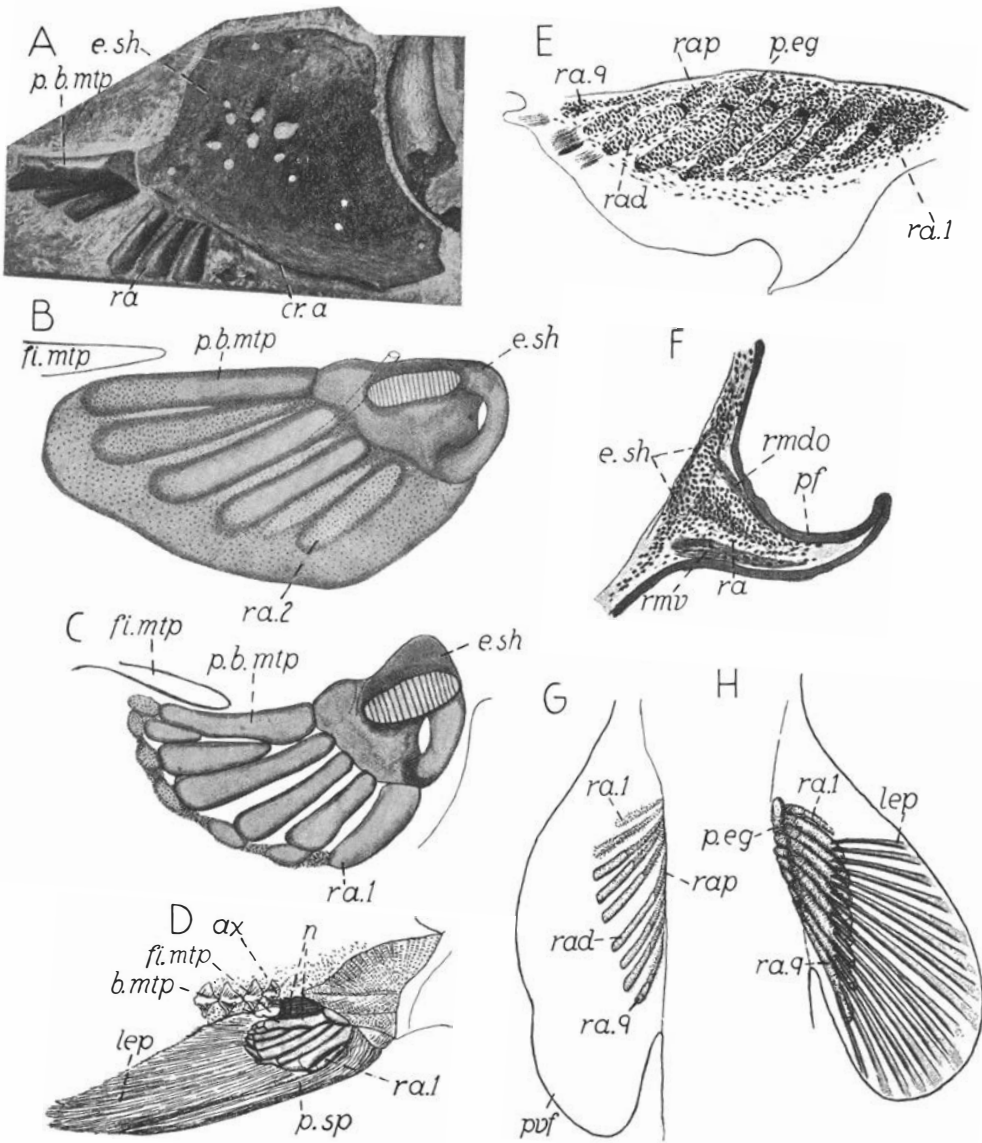 A
e.sh
p.b.mtp
ra
cr.a
B
fi.mtp
p.b.mtp
e.sh
ra.2
C
fi.mtp
p.b.mtp
e.sh
ra.1
D
ax
n
fi.mtp
b.mtp
lep
ra.1
p.sp
E
rap
p.eg
ra.9
rad
ra.1
F
e.sh
rmdo
pf
ra
rmv
G
ra.1
rap
rad
ra.9
pvf
H
ra.1
lep
p.eg
ra.9